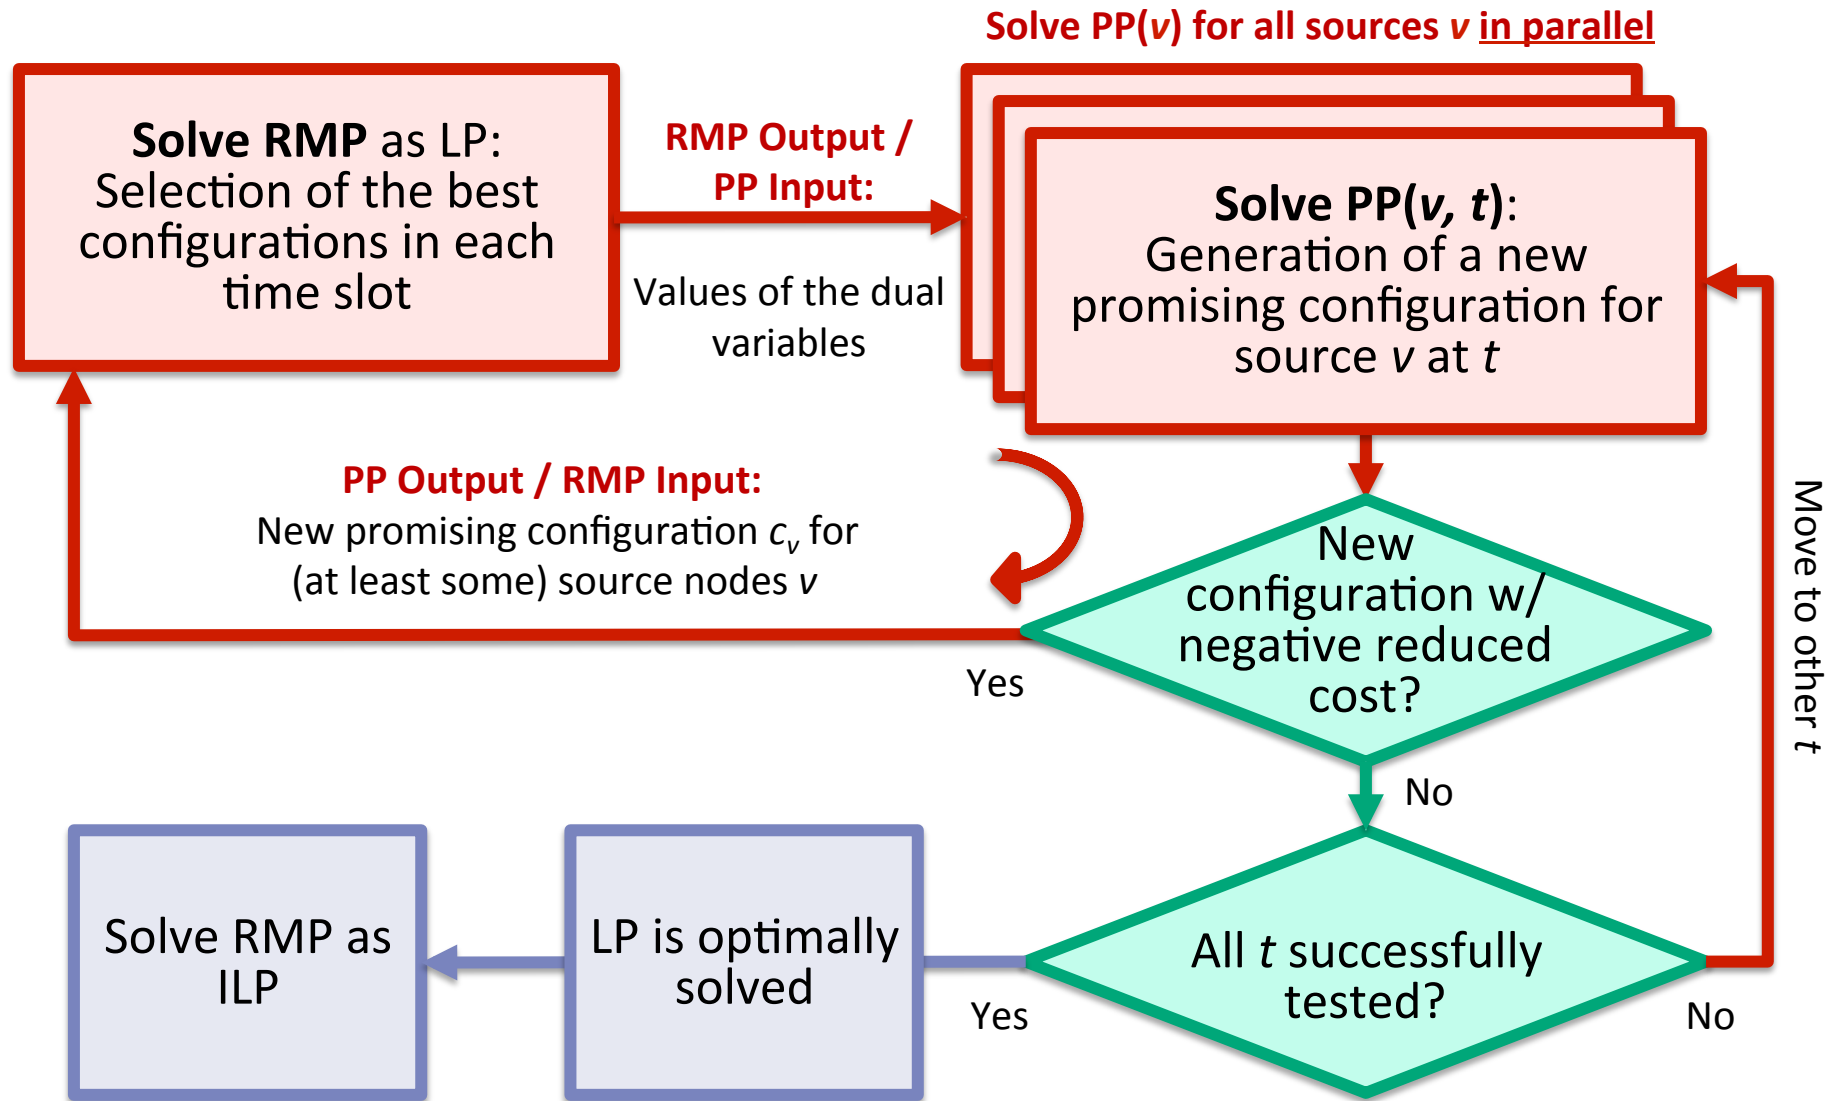 Solve PP(v) for all sources v in parallel
Solve RMP as LP:
Selection of the best
configurations in each
time slot
RMP Output /
PP Input:
Values of the dual
variables
Solve PP(v, t):
Generation of a new
promising configuration for
source v at t
PP Output / RMP Input:
New promising configuration cᵥ for
(at least some) source nodes v
New
configuration w/
negative reduced
cost?
Yes
No
Move to other t
All t successfully
tested?
Yes
No
LP is optimally
solved
Solve RMP as
ILP